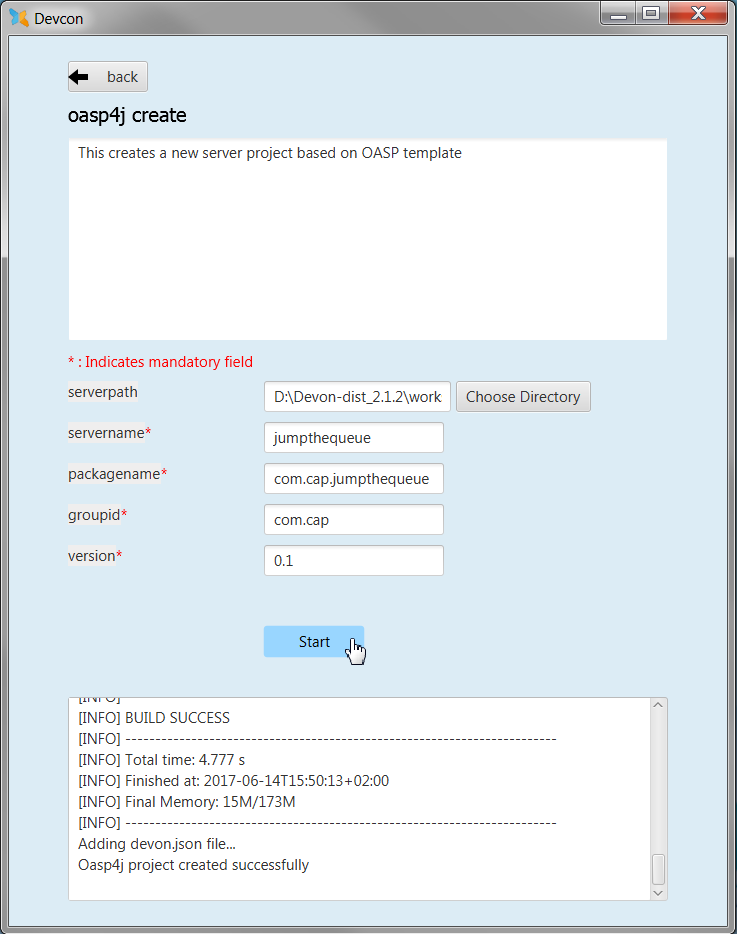 Devcon
back
oasp4j create
This creates a new server project based on OASP template
* : Indicates mandatory field
serverpath
D:\Devon-dist_2.1.2\work
Choose Directory
servername*
jumpthequeue
packagename*
com.cap.jumpthequeue
groupid*
com.cap
version*
0.1
Start
[INFO]
[INFO] BUILD SUCCESS
[INFO] ------------------------------------------------------------------------
[INFO] Total time: 4.777 s
[INFO] Finished at: 2017-06-14T15:50:13+02:00
[INFO] Final Memory: 15M/173M
[INFO] ------------------------------------------------------------------------
Adding devon.json file...
Oasp4j project created successfully